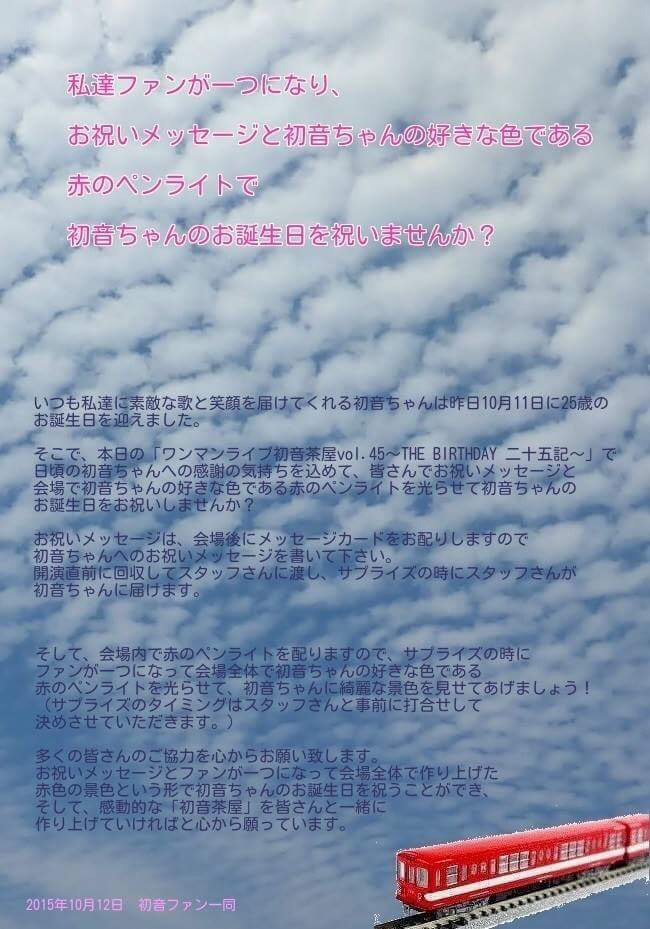 私達ファンが一つになり、
お祝いメッセージと初音ちゃんの好きな色である
赤のペンライトで
初音ちゃんのお誕生日を祝いませんか？
いつも私達に素敵な歌と笑顔を届けてくれる初音ちゃんは昨日10月11日に25歳の
お誕生日を迎えました。
そこで、本日の「ワンマンライブ初音茶屋vol.45～THE BIRTHDAY 二十五記～」で
日頃の初音ちゃんへの感謝の気持ちを込めて、皆さんでお祝いメッセージと
会場で初音ちゃんの好きな色である赤のペンライトを光らせて初音ちゃんの
お誕生日をお祝いしませんか？
お祝いメッセージは、会場後にメッセージカードをお配りしますので
初音ちゃんへのお祝いメッセージを書いて下さい。
開演直前に回収してスタッフさんに渡し、サプライズの時にスタッフさんが
初音ちゃんに届けます。
そして、会場内で赤のペンライトを配りますので、サプライズの時に
ファンが一つになって会場全体で初音ちゃんの好きな色である
赤のペンライトを光らせて、初音ちゃんに綺麗な景色を見せてあげましょう！
（サプライズのタイミングはスタッフさんと事前に打合せして
決めさせていただきます。）
多くの皆さんのご協力を心からお願い致します。
お祝いメッセージとファンが一つになって会場全体で作り上げた
赤色の景色という形で初音ちゃんのお誕生日を祝うことができ、
そして、感動的な「初音茶屋」を皆さんと一緒に
作り上げていければと心から願っています。
2015年10月12日　初音ファン一同